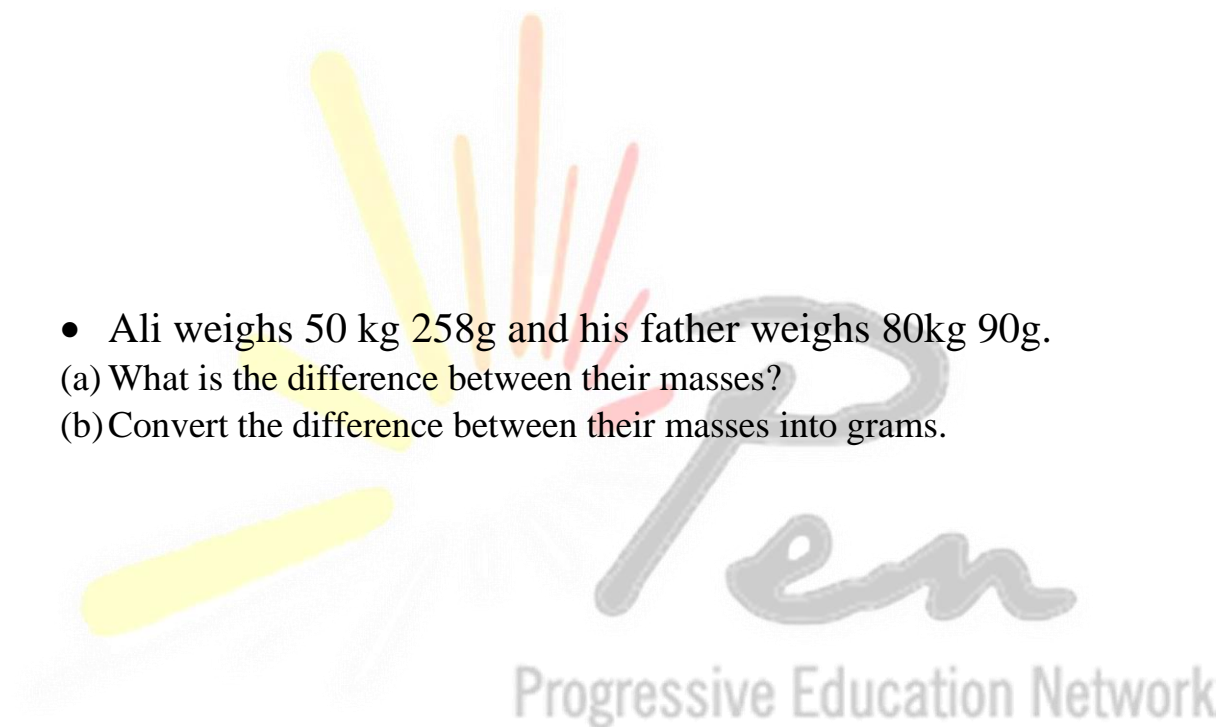 • Ali weighs 50 kg 258g and his father weighs 80kg 90g.
(a) What is the difference between their masses?
(b) Convert the difference between their masses into grams.
Pen
Progressive Education Network